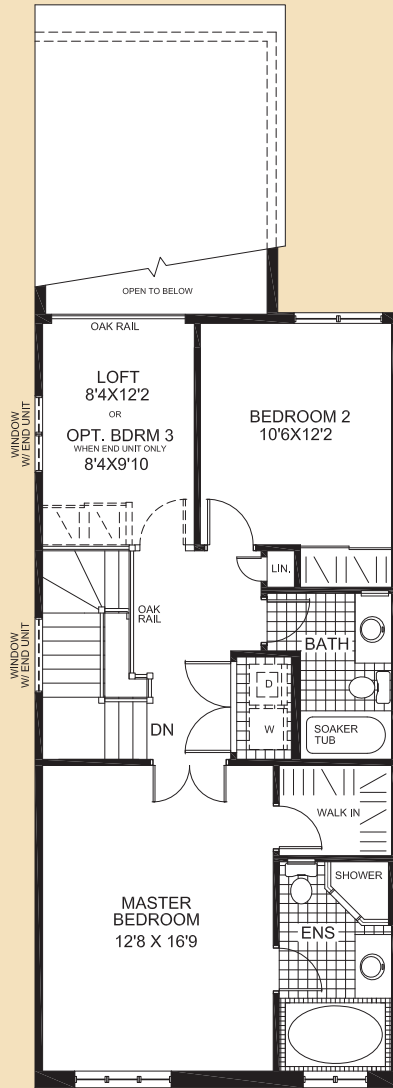 OPEN TO BELOW
OAK RAIL
LOFT
8'4X12'2
OR
OPT. BDRM 3
WHEN END UNIT ONLY
8'4X9'10
WINDOW
W/ END UNIT
BEDROOM 2
10'6X12'2
LIN.
OAK
RAIL
WINDOW
W/ END UNIT
BATH
D
W
SOAKER
TUB
DN
WALK IN
SHOWER
MASTER
BEDROOM
12'8 X 16'9
ENS